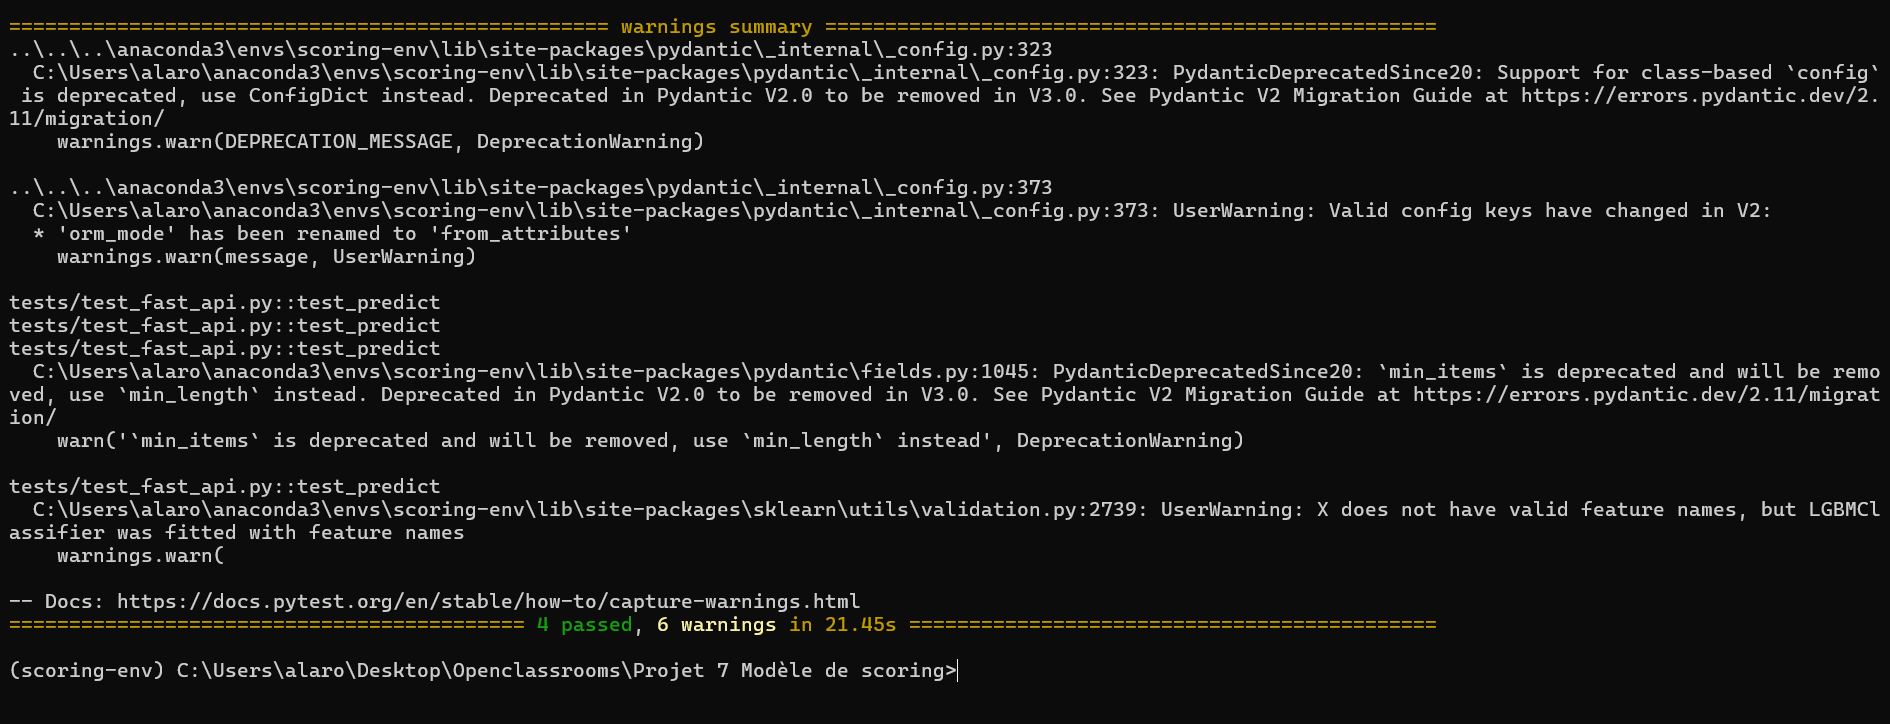 ================================================== warnings summary ===================================================
..\..\..\anaconda3\envs\scoring-env\lib\site-packages\pydantic\_internal\_config.py:323
  C:\Users\alaro\anaconda3\envs\scoring-env\lib\site-packages\pydantic\_internal\_config.py:323: PydanticDeprecatedSince20: Support for class-based `config`
 is deprecated, use ConfigDict instead. Deprecated in Pydantic V2.0 to be removed in V3.0. See Pydantic V2 Migration Guide at https://errors.pydantic.dev/2.
11/migration/
    warnings.warn(DEPRECATION_MESSAGE, DeprecationWarning)

..\..\..\anaconda3\envs\scoring-env\lib\site-packages\pydantic\_internal\_config.py:373
  C:\Users\alaro\anaconda3\envs\scoring-env\lib\site-packages\pydantic\_internal\_config.py:373: UserWarning: Valid config keys have changed in V2:
  * 'orm_mode' has been renamed to 'from_attributes'
    warnings.warn(message, UserWarning)

tests/test_fast_api.py::test_predict
tests/test_fast_api.py::test_predict
tests/test_fast_api.py::test_predict
  C:\Users\alaro\anaconda3\envs\scoring-env\lib\site-packages\pydantic\fields.py:1045: PydanticDeprecatedSince20: `min_items` is deprecated and will be remo
ved, use `min_length` instead. Deprecated in Pydantic V2.0 to be removed in V3.0. See Pydantic V2 Migration Guide at https://errors.pydantic.dev/2.11/migrat
ion/
    warn('`min_items` is deprecated and will be removed, use `min_length` instead', DeprecationWarning)

tests/test_fast_api.py::test_predict
  C:\Users\alaro\anaconda3\envs\scoring-env\lib\site-packages\sklearn\utils\validation.py:2739: UserWarning: X does not have valid feature names, but LGBMCl
assifier was fitted with feature names
    warnings.warn(

-- Docs: https://docs.pytest.org/en/stable/how-to/capture-warnings.html
=========================================== 4 passed, 6 warnings in 21.45s ============================================

(scoring-env) C:\Users\alaro\Desktop\Openclassrooms\Projet 7 Modèle de scoring>